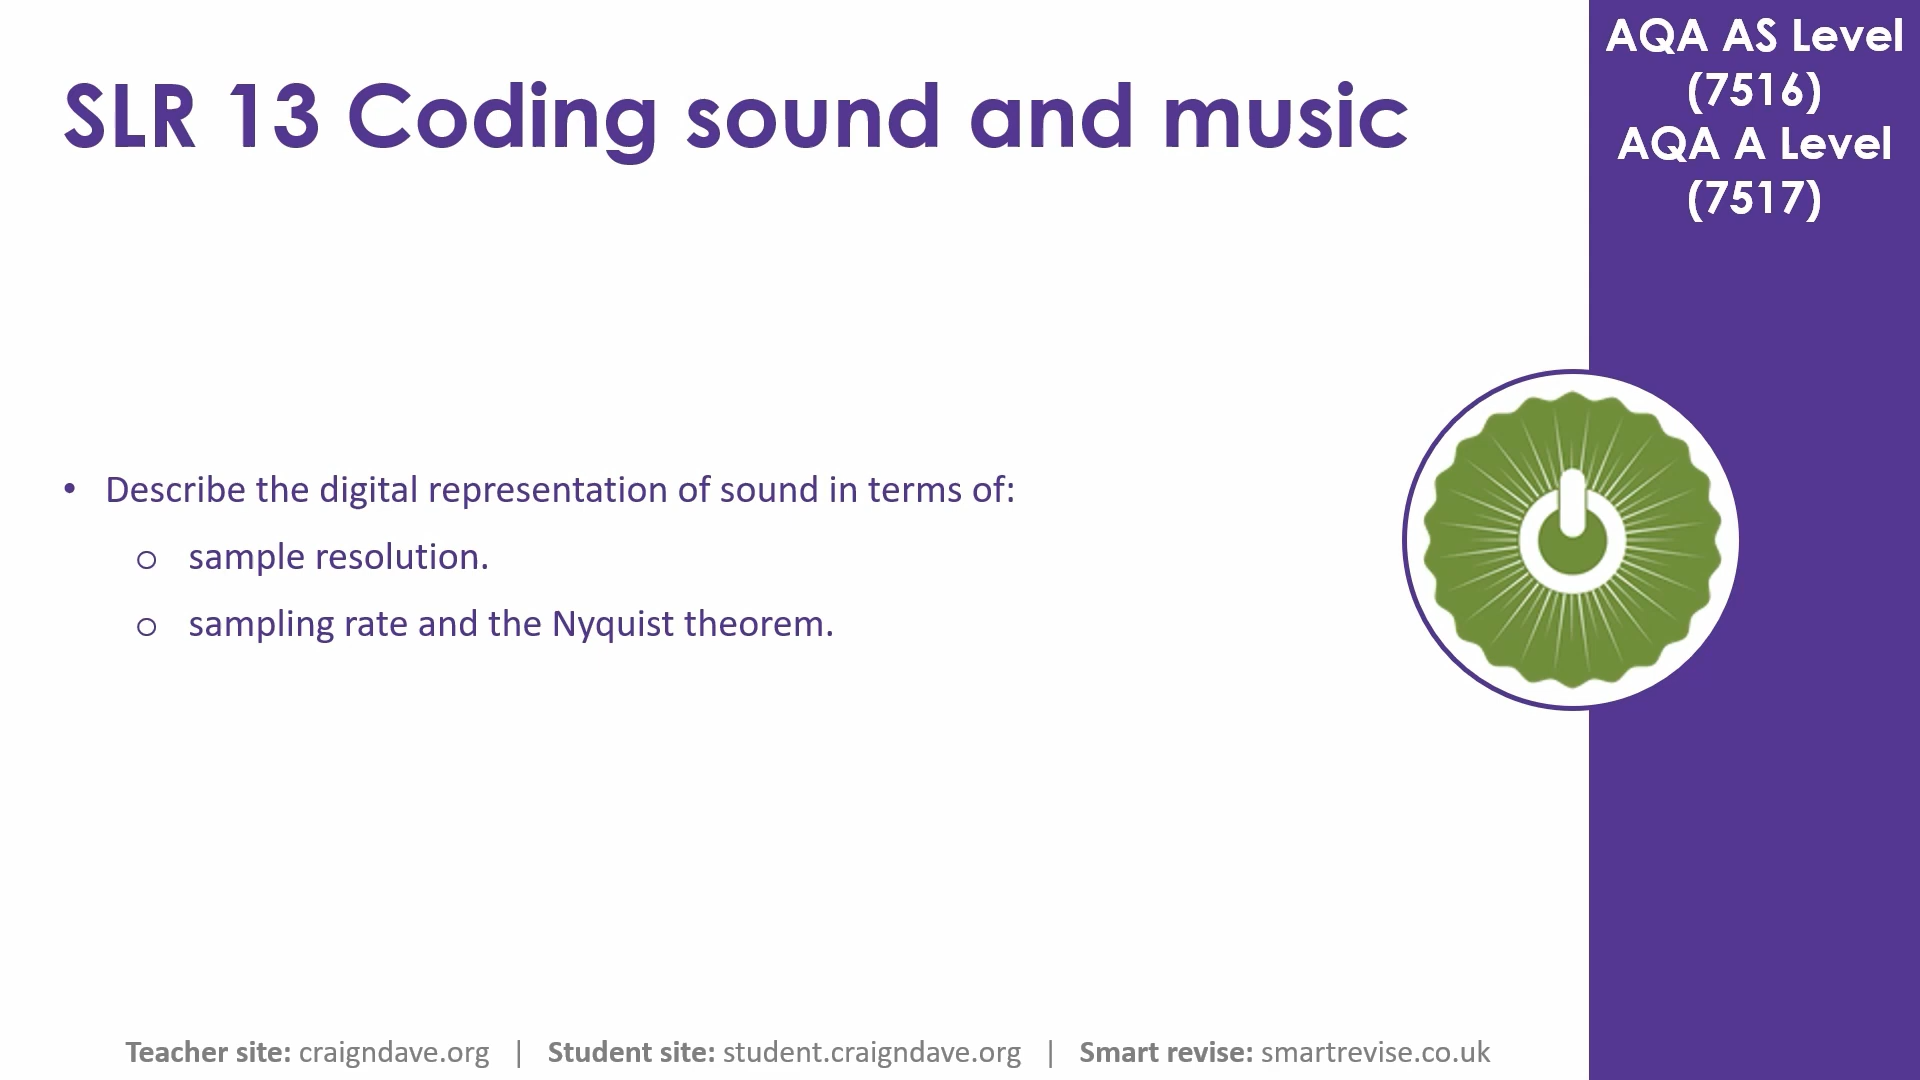 SLR 13 Coding sound and music
AQA AS Level
(7516)
AQA A Level
(7517)
• Describe the digital representation of sound in terms of:
o sample resolution.
o sampling rate and the Nyquist theorem.
Teacher site: craigndave.org | Student site: student.craigndave.org | Smart revise: smartrevise.co.uk